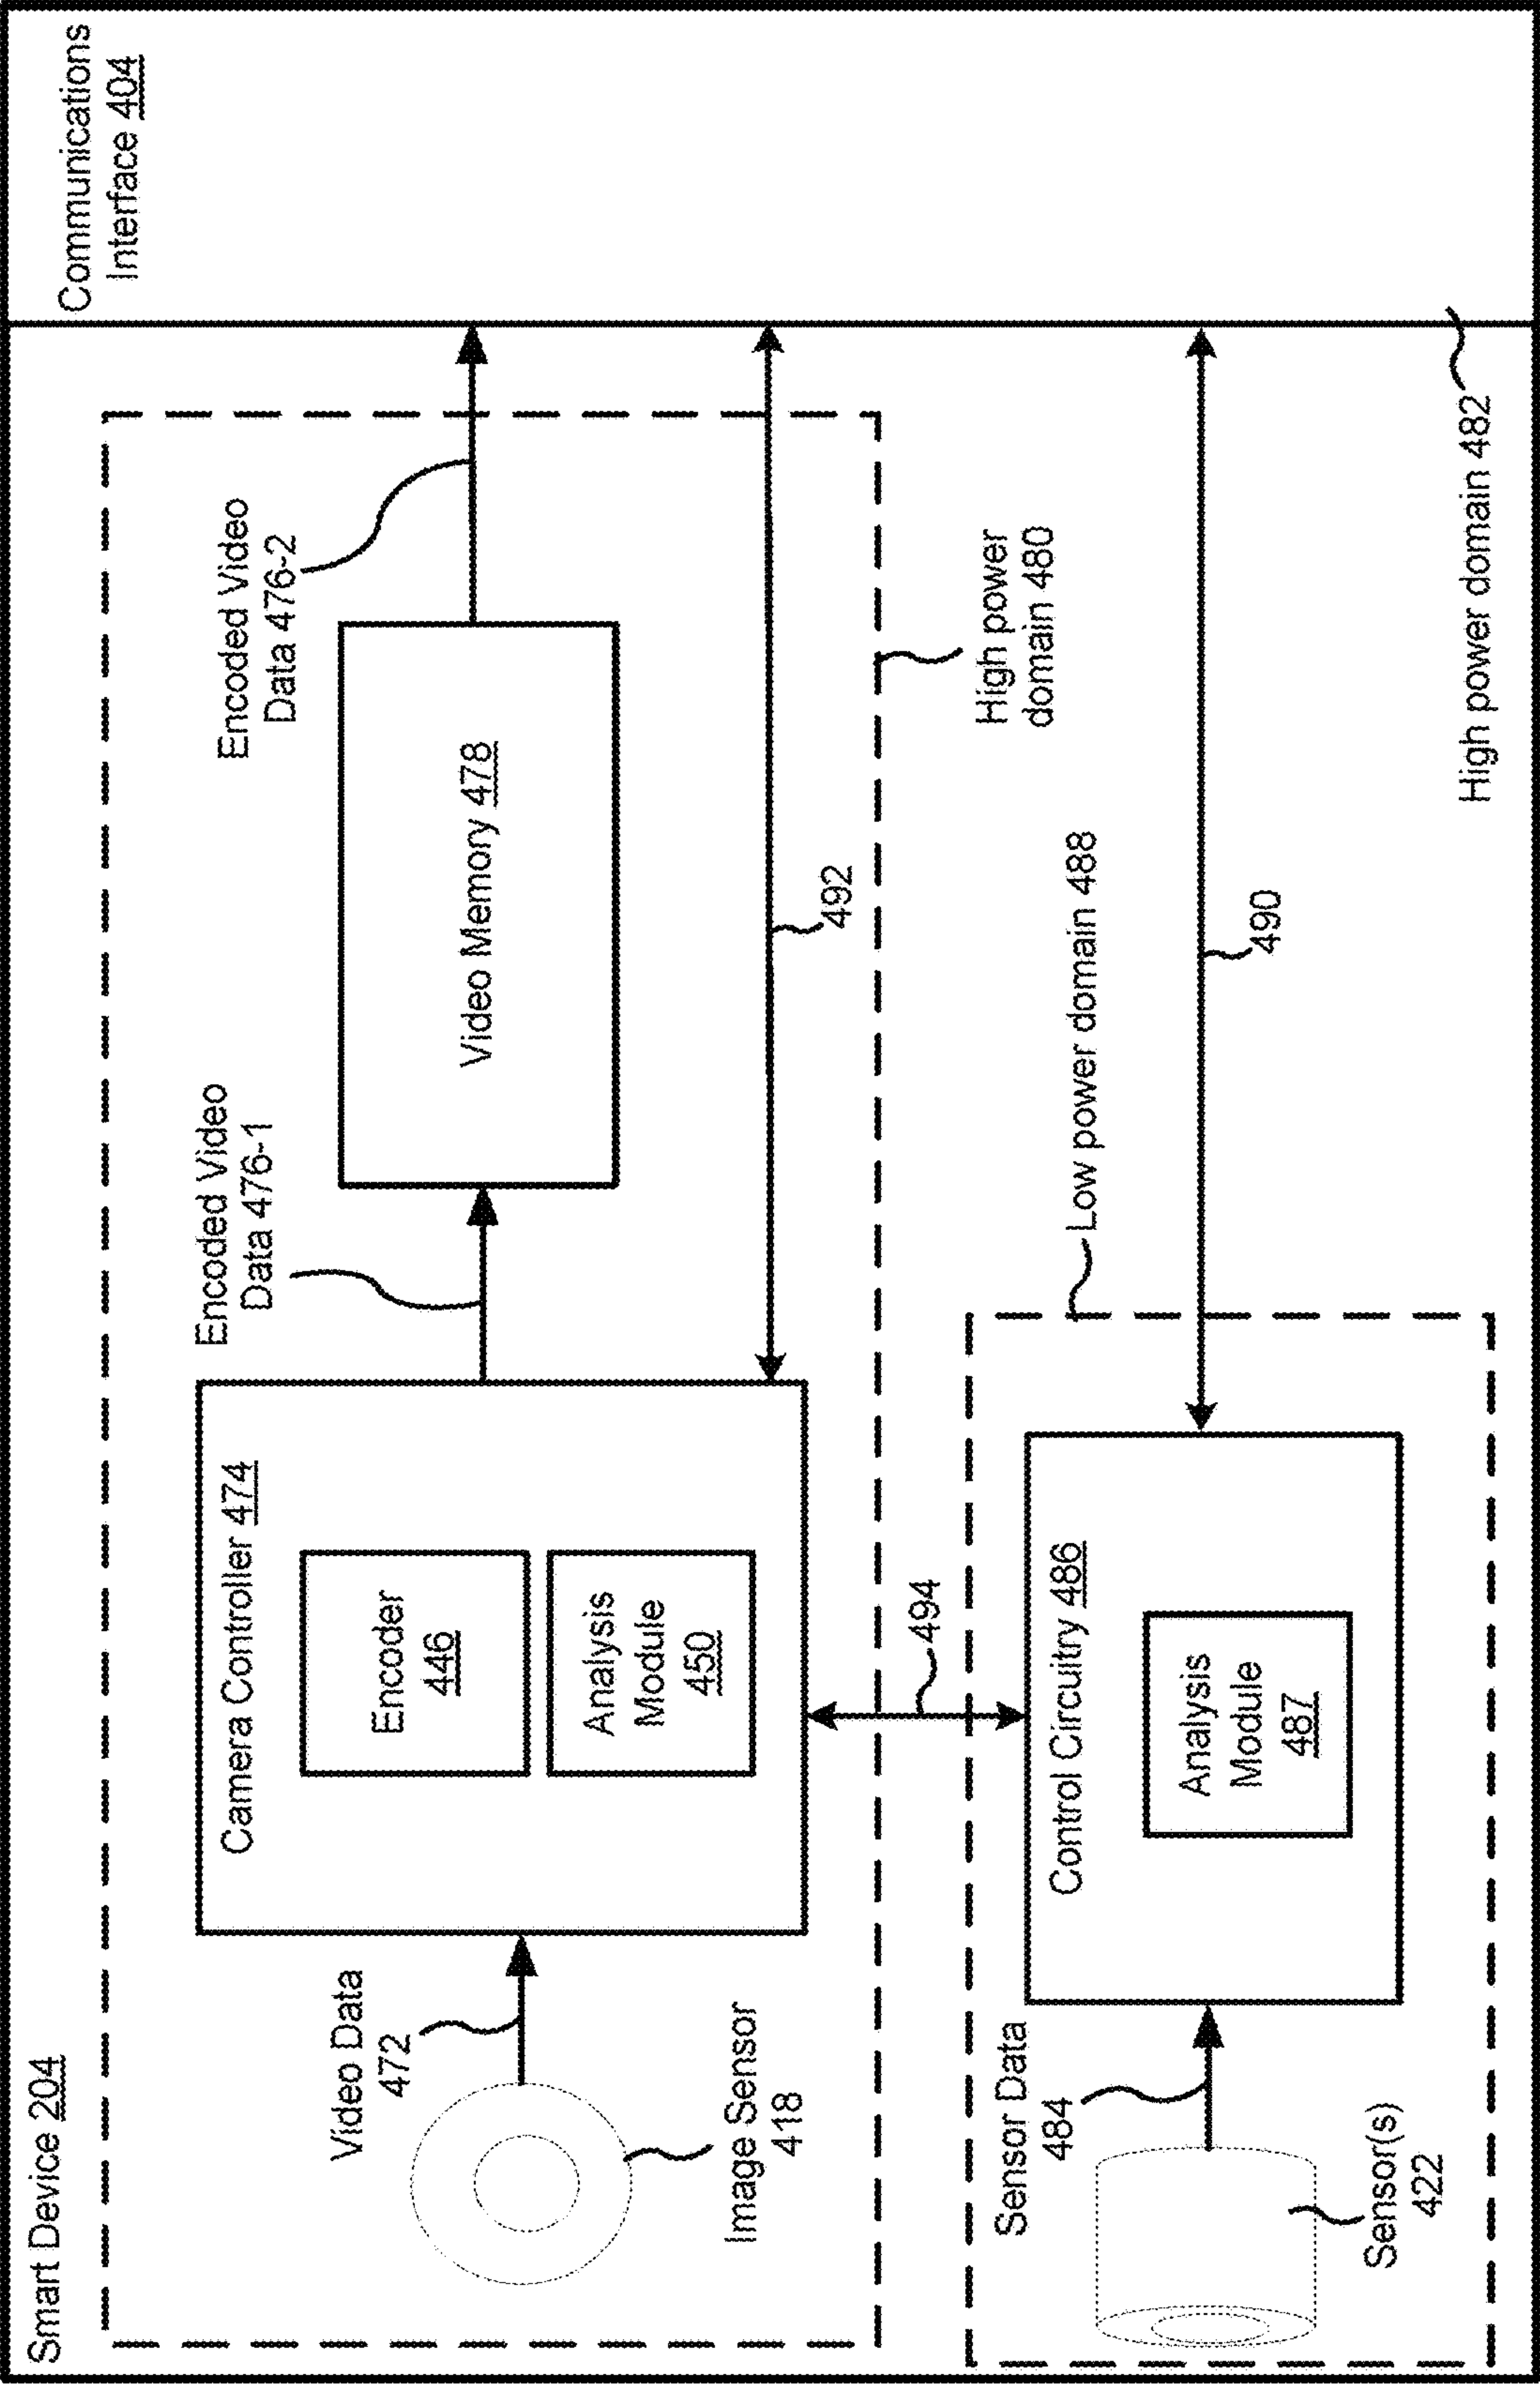 Smart Device 204
Communications
Interface 404
Encoded Video
Data 476-1
Encoded Video
Data 476-2
Camera Controller 474
Encoder
446
Analysis
Module
450
Video Data
472
Image Sensor
418
Video Memory 478
492
High power
domain 480
494
Low power domain 488
Sensor Data
484
Control Circuitry 486
Analysis
Module
487
490
Sensor(s)
422
High power domain 482